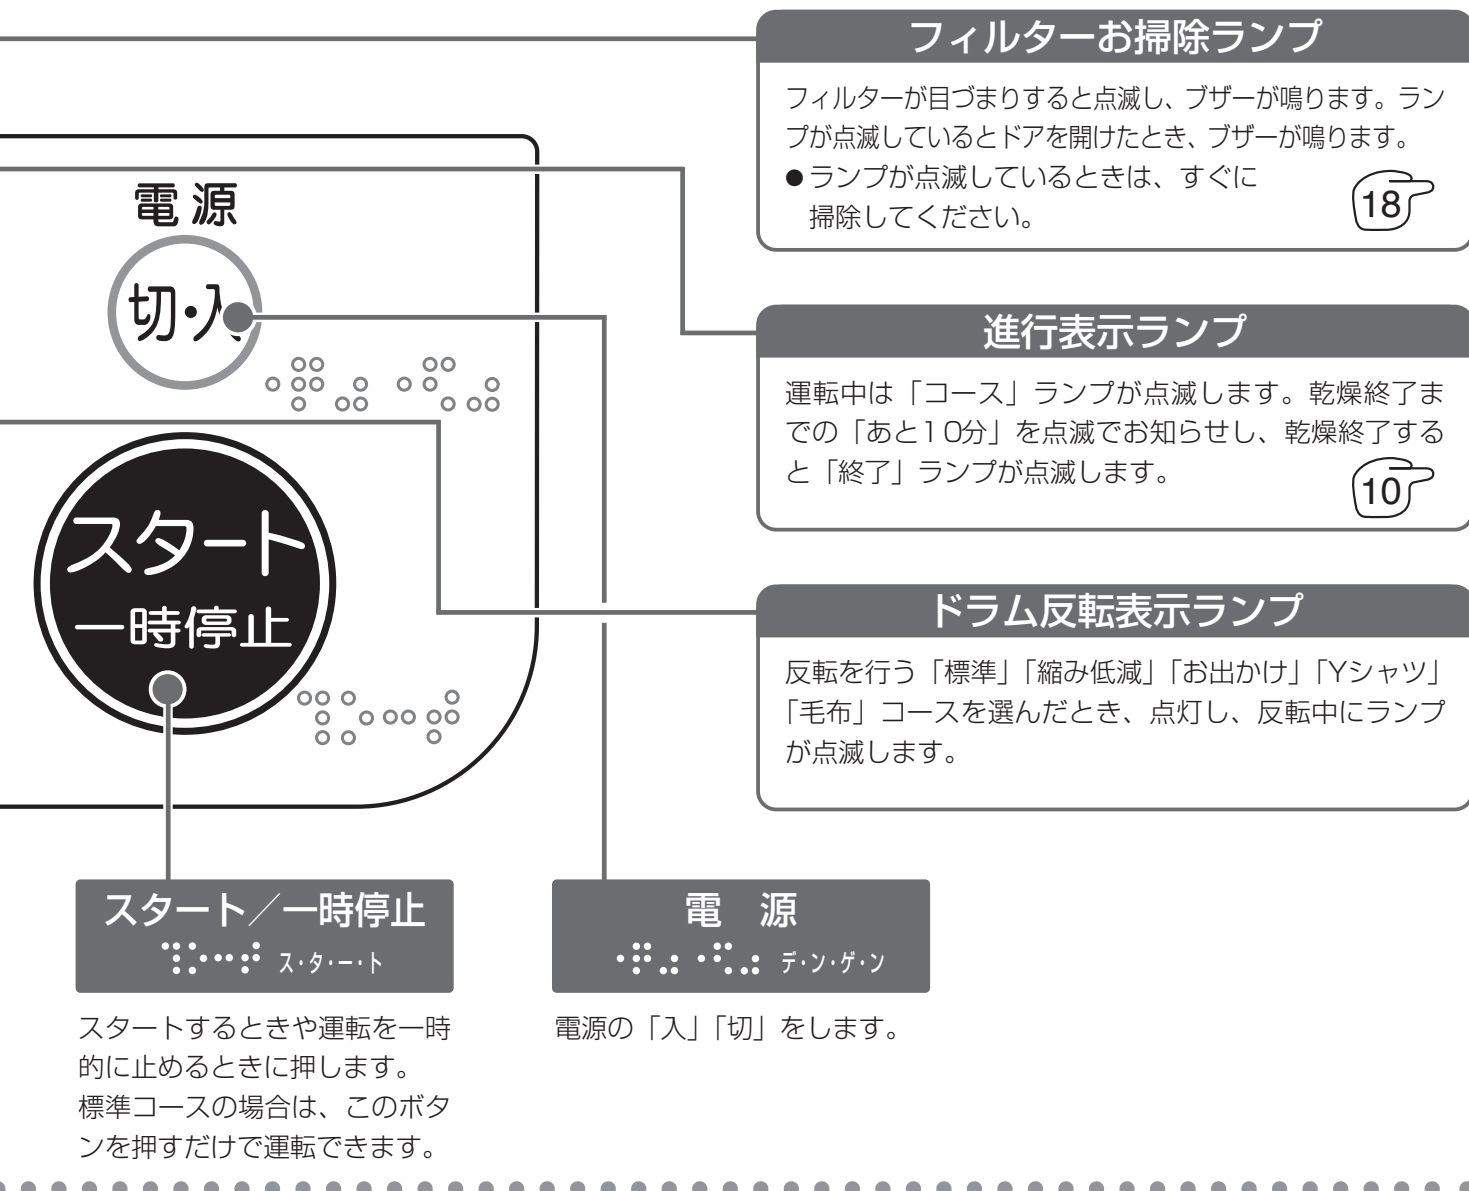 フィルターお掃除ランプ
フィルターが目づまりすると点滅し、ブザーが鳴ります。ラン
プが点滅しているとドアを開けたとき、ブザーが鳴ります。
●ランプが点滅しているときは、すぐに
掃除してください。
18
電源
切・入
進行表示ランプ
運転中は「コース」ランプが点滅します。乾燥終了ま
での「あと10分」を点滅でお知らせし、乾燥終了する
と「終了」ランプが点滅します。
10
スタート
一時停止
ドラム反転表示ランプ
反転を行う「標準」「縮み低減」「お出かけ」「Yシャツ」
「毛布」コースを選んだとき、点灯し、反転中にランプ
が点滅します。
スタート／一時停止
ス・タ・ー・ト
スタートするときや運転を一時
的に止めるときに押します。
標準コースの場合は、このボタ
ンを押すだけで運転できます。
電 源
デ・ン・ゲ・ン
電源の「入」「切」をします。